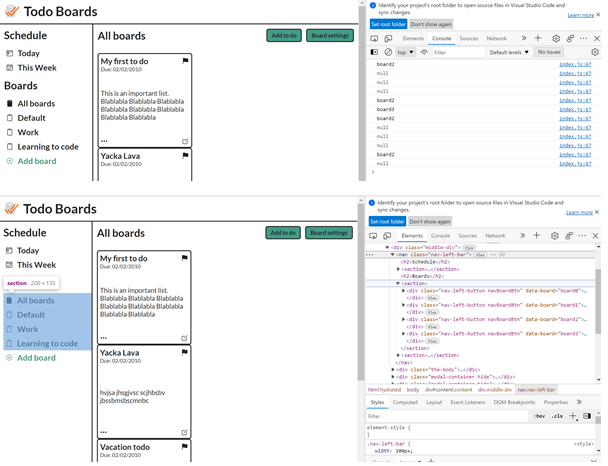 Todo Boards
Schedule
Today
This Week
Boards
All boards
Default
Work
Learning to code
Add board
All boards
Add to do
Board settings
My first to do
Due: 02/02/2010
This is an important list.
Blablabla Blablabla Blablabla
Blablabla Blablabla Blablabla
Blablabla Blablabla
Yacka Lava
Due: 02/02/2010
Identify your project's root folder to open source files in Visual Studio Code and
sync changes.
Learn more
Set root folder
Don't show again
Elements
Console
Sources
Network
top
Filter
Default levels
No Issues
board2 index.js:67
null index.js:67
null index.js:67
null index.js:67
board2 index.js:67
board3 index.js:67
null index.js:67
null index.js:67
null index.js:67
board2 index.js:67
null index.js:67
Todo Boards
Schedule
Today
This Week
section 200 × 130
All boards
Default
Work
Learning to code
Add board
All boards
Add to do
Board settings
My first to do
Due: 02/02/2010
This is an important list.
Blablabla Blablabla Blablabla
Blablabla Blablabla Blablabla
Blablabla Blablabla
Yacka Lava
Due: 02/02/2010
hvjsa jhsgjvsc scjhbsbv
jbssbmsbscmnbc
Vacation todo
Due: 02/02/2010
Identify your project's root folder to open source files in Visual Studio Code and
sync changes.
Learn more
Set root folder
Don't show again
Elements
Console
Sources
Network
<div class="middle-div"> flex
<nav class="nav-left-bar"> flex == $0
<h2>Schedule</h2>
<section>…</section>
<h2>Boards</h2>
<section>
<div class="nav-left-button navBoardBtn" data-board="board0">…
</div> flex
<div class="nav-left-button navBoardBtn" data-board="board1">…
</div> flex
<div class="nav-left-button navBoardBtn" data-board="board2">…
</div> flex
<div class="nav-left-button navBoardBtn" data-board="board3">…
</div> flex
</section>
<section>…</section>
</nav>
<div class="the-body">…</div>
<div class="modal-container hide">…</div>
html.hydrated body div#content.content div.middle-div nav.nav-left-bar
Styles
Computed
Layout
Event Listeners
DOM Breakpoints
Properties
Filter
:hov .cls
element.style {
}
.nav-left-bar { <style>
width: 200px;